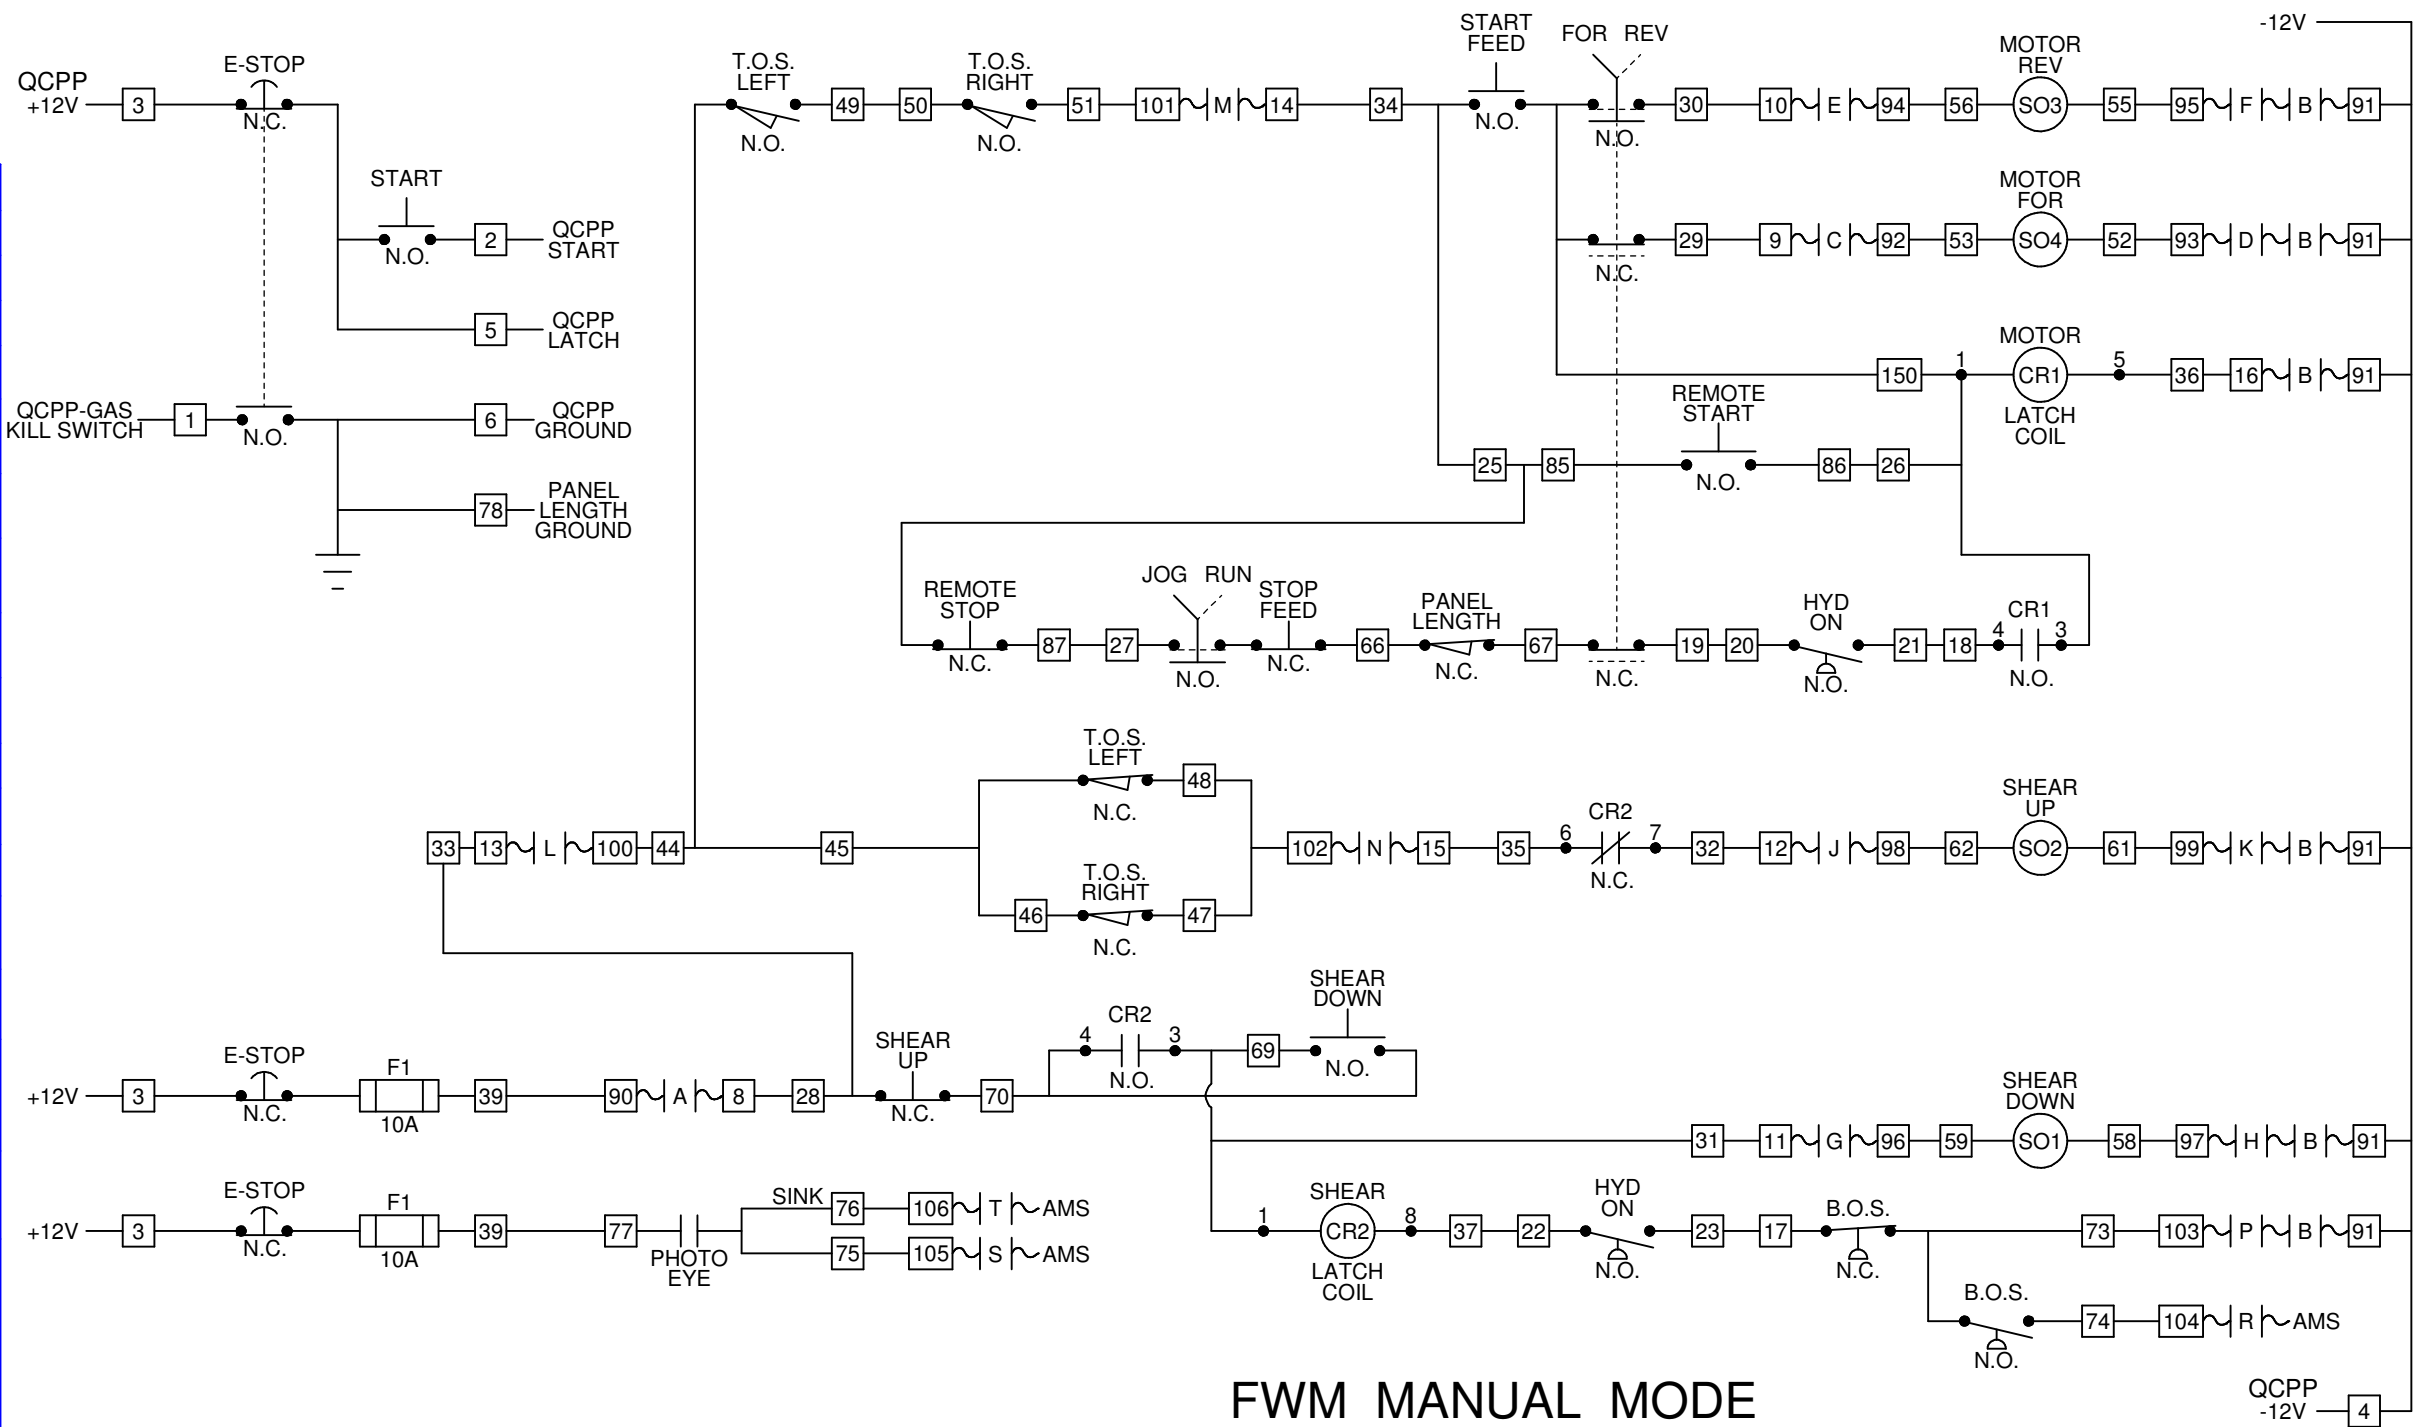 -12V
START
FEED
FOR REV
MOTOR
REV
QCPP
+12V
3
E-STOP
N.C.
T.O.S.
LEFT
N.O.
49
50
T.O.S.
RIGHT
N.O.
51
101
M
14
34
N.O.
N.O.
30
10
E
94
56
SO3
55
95
F
B
91
START
N.O.
2
QCPP
START
MOTOR
FOR
N.C.
29
9
C
92
53
SO4
52
93
D
B
91
5
QCPP
LATCH
MOTOR
150
1
CR1
5
36
16
B
91
LATCH
COIL
QCPP-GAS
KILL SWITCH
1
N.O.
6
QCPP
GROUND
REMOTE
START
25
85
N.O.
86
26
78
PANEL
LENGTH
GROUND
REMOTE
STOP
N.C.
87
27
JOG RUN
N.O.
STOP
FEED
N.C.
66
PANEL
LENGTH
N.C.
67
N.C.
19
20
HYD
ON
N.O.
21
18
CR1
4
3
N.O.
T.O.S.
LEFT
N.C.
48
33
13
L
100
44
45
T.O.S.
RIGHT
46
N.C.
47
102
N
15
35
CR2
6
7
N.C.
32
12
J
98
62
SHEAR
UP
SO2
61
99
K
B
91
SHEAR
DOWN
CR2
4
3
N.O.
69
N.O.
+12V
3
E-STOP
N.C.
F1
10A
39
90
A
8
28
SHEAR
UP
N.C.
70
SHEAR
DOWN
31
11
G
96
59
SO1
58
97
H
B
91
+12V
3
E-STOP
N.C.
F1
10A
39
77
PHOTO
EYE
SINK
76
106
T
AMS
75
105
S
AMS
SHEAR
1
CR2
8
LATCH
COIL
37
22
HYD
ON
N.O.
23
17
B.O.S.
N.C.
73
103
P
B
91
B.O.S.
N.O.
74
104
R
AMS
FWM MANUAL MODE
QCPP
-12V
4